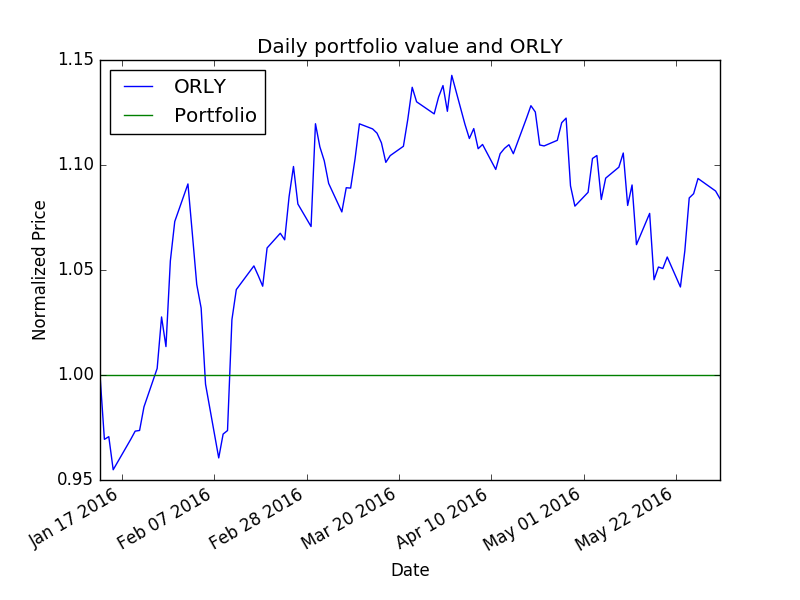 Daily portfolio value and ORLY
ORLY
Portfolio
1.15
1.10
1.05
1.00
0.95
Normalized Price
Jan 17 2016
Feb 07 2016
Feb 28 2016
Mar 20 2016
Apr 10 2016
May 01 2016
May 22 2016
Date